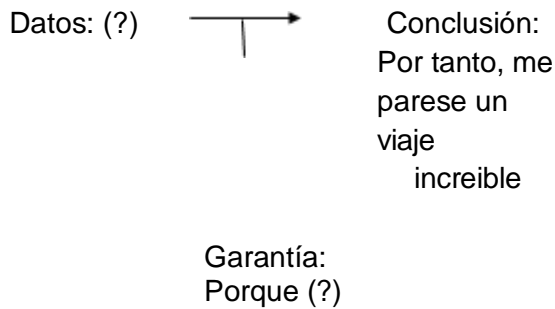 Datos: (?)
Conclusión:
Por tanto, me
parese un
viaje
increible
Garantía:
Porque (?)